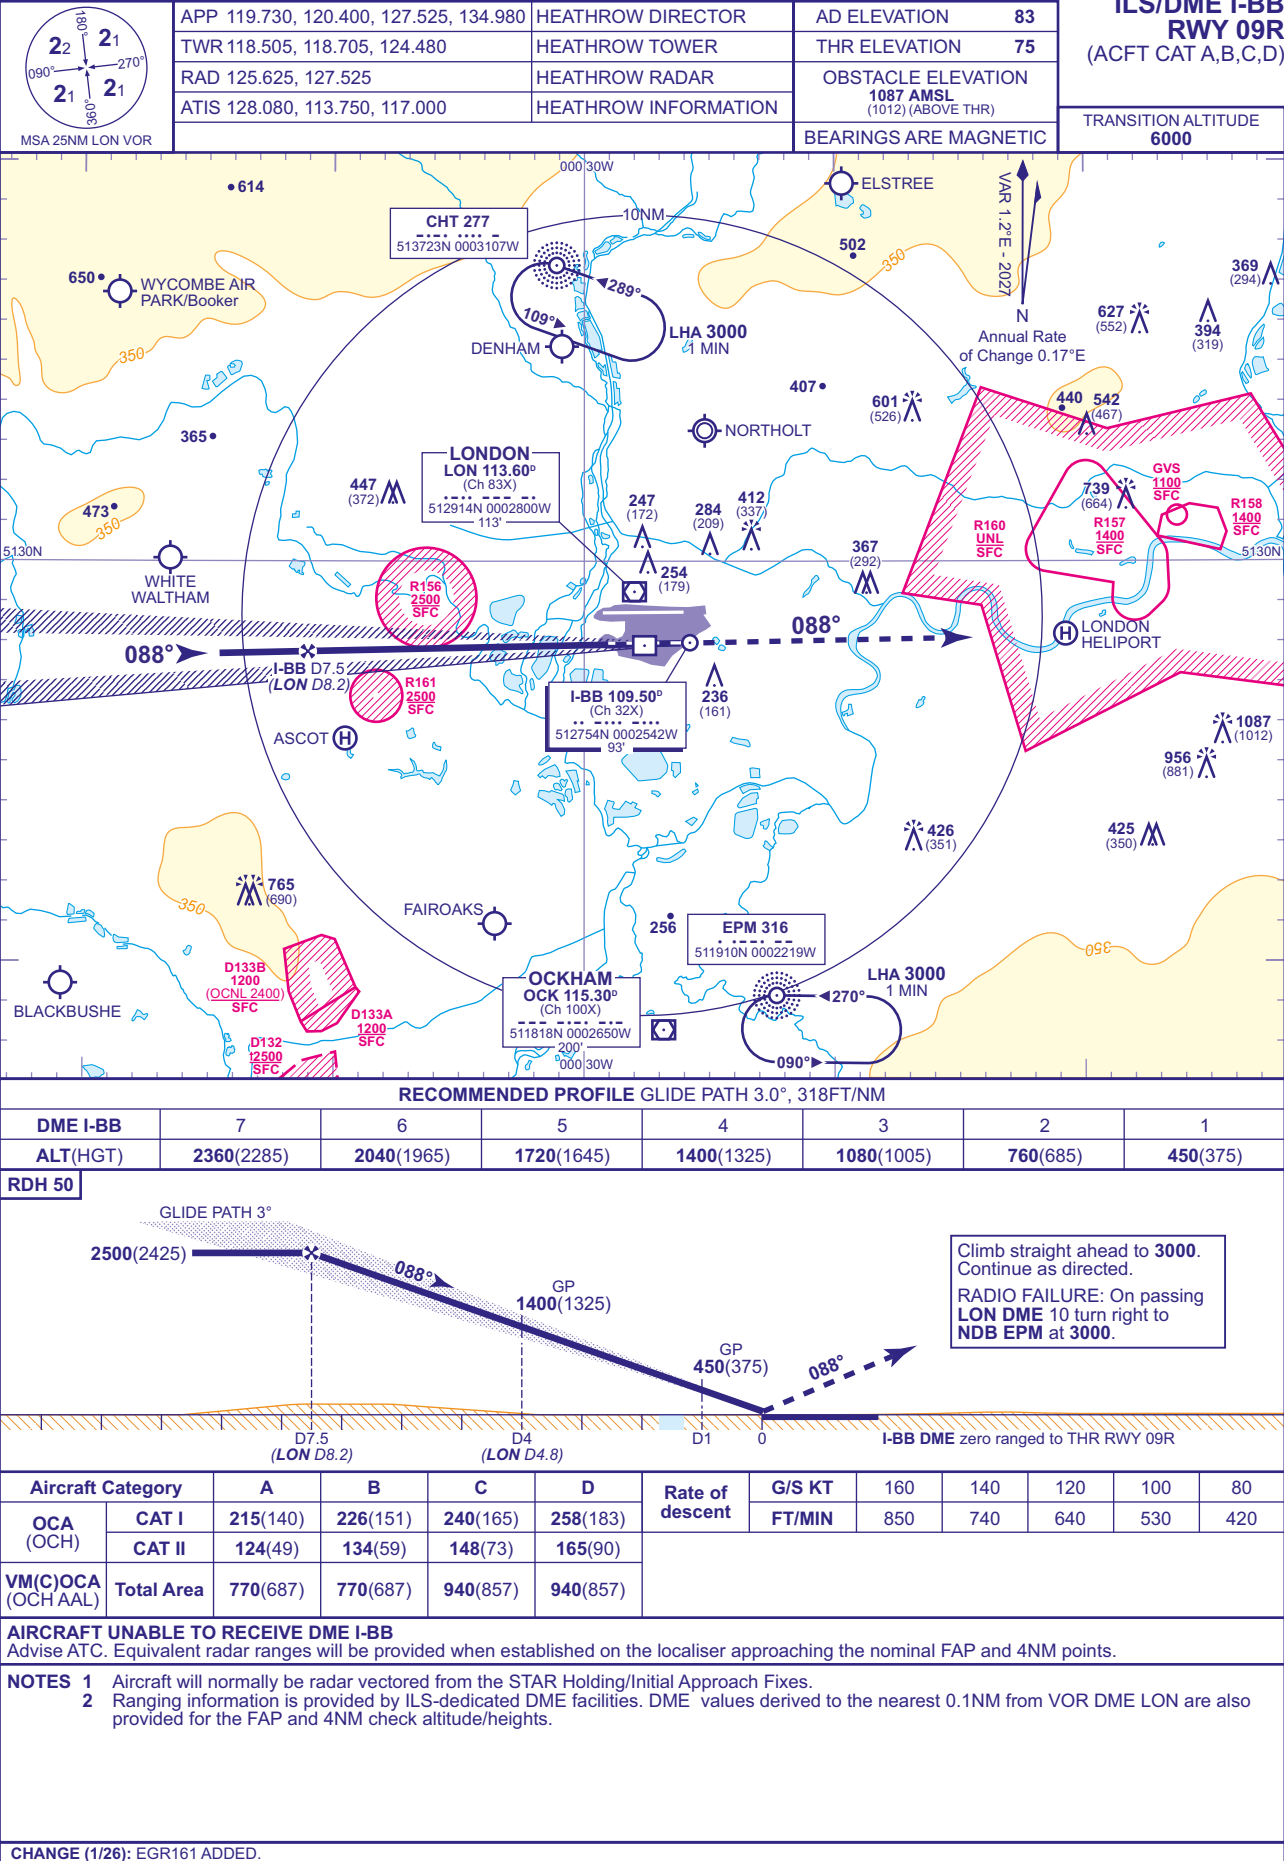 ILS/DME I-BB
RWY 09R
(ACFT CAT A,B,C,D)
TRANSITION ALTITUDE
6000
180°
22 21
090° 270°
21 21
360°
MSA 25NM LON VOR
APP 119.730, 120.400, 127.525, 134.980 HEATHROW DIRECTOR
TWR 118.505, 118.705, 124.480 HEATHROW TOWER
RAD 125.625, 127.525 HEATHROW RADAR
ATIS 128.080, 113.750, 117.000 HEATHROW INFORMATION
AD ELEVATION 83
THR ELEVATION 75
OBSTACLE ELEVATION
1087 AMSL
(1012) (ABOVE THR)
BEARINGS ARE MAGNETIC
000 30W
614
ELSTREE
VAR 1.2°E - 2027
N
Annual Rate
of Change 0.17°E
10NM
CHT 277
513723N 0003107W
502
350
369
(294)
650
WYCOMBE AIR
PARK/Booker
289°
109°
LHA 3000
1 MIN
DENHAM
627
(552)
394
(319)
350
407
601
(526)
440
542
(467)
365
NORTHOLT
LONDON
LON 113.60D
(Ch 83X)
512914N 0002800W
113'
447
(372)
473
350
247
(172)
284
(209)
412
(337)
739
(664)
GVS
1100
SFC
R158
1400
SFC
R160
UNL
SFC
R157
1400
SFC
5130N
5130N
WHITE
WALTHAM
254
(179)
367
(292)
R156
2500
SFC
088°
088°
LONDON
HELIPORT
H
I-BB D7.5
(LON D8.2)
R161
2500
SFC
I-BB 109.50D
(Ch 32X)
512754N 0002542W
93'
236
(161)
ASCOT H
1087
(1012)
956
(881)
426
(351)
425
(350)
765
(690)
350
FAIROAKS
256
EPM 316
511910N 0002219W
350
D133B
1200
(OCNL 2400)
SFC
BLACKBUSHE
D133A
1200
SFC
D132
2500
SFC
OCKHAM
OCK 115.30D
(Ch 100X)
511818N 0002650W
200'
000 30W
LHA 3000
1 MIN
270°
090°
RECOMMENDED PROFILE GLIDE PATH 3.0°, 318FT/NM
DME I-BB 7 6 5 4 3 2 1
ALT(HGT) 2360(2285) 2040(1965) 1720(1645) 1400(1325) 1080(1005) 760(685) 450(375)
RDH 50
GLIDE PATH 3°
2500(2425)
088°
GP
1400(1325)
GP
450(375)
088°
Climb straight ahead to 3000.
Continue as directed.
RADIO FAILURE: On passing
LON DME 10 turn right to
NDB EPM at 3000.
D7.5
(LON D8.2)
D4
(LON D4.8)
D1
0
I-BB DME zero ranged to THR RWY 09R
Aircraft Category A B C D
OCA
(OCH)
CAT I 215(140) 226(151) 240(165) 258(183)
CAT II 124(49) 134(59) 148(73) 165(90)
VM(C)OCA
(OCH AAL)
Total Area 770(687) 770(687) 940(857) 940(857)
Rate of
descent
G/S KT 160 140 120 100 80
FT/MIN 850 740 640 530 420
AIRCRAFT UNABLE TO RECEIVE DME I-BB
Advise ATC. Equivalent radar ranges will be provided when established on the localiser approaching the nominal FAP and 4NM points.
NOTES 1 Aircraft will normally be radar vectored from the STAR Holding/Initial Approach Fixes.
2 Ranging information is provided by ILS-dedicated DME facilities. DME values derived to the nearest 0.1NM from VOR DME LON are also
provided for the FAP and 4NM check altitude/heights.
CHANGE (1/26): EGR161 ADDED.